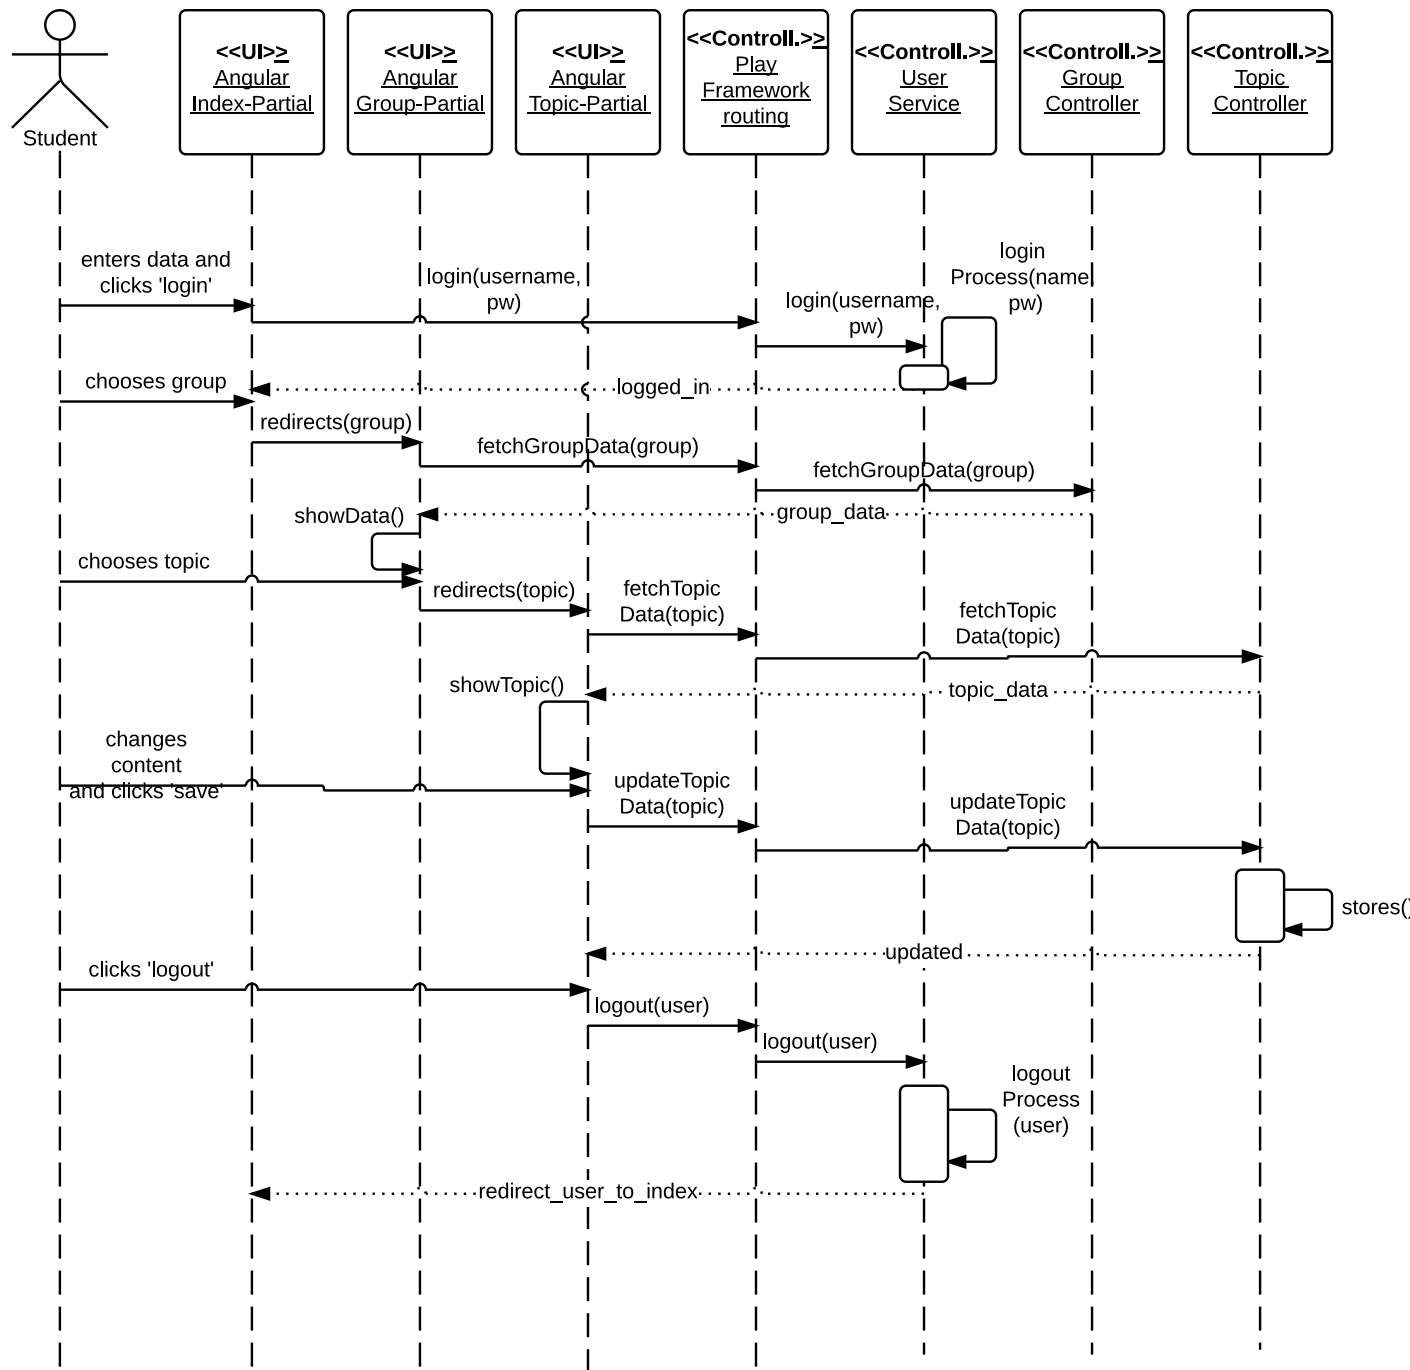 Student
<<UI>>
Angular
Index-Partial
<<UI>>
Angular
Group-Partial
<<UI>>
Angular
Topic-Partial
<<Controll.>>
Play
Framework
routing
<<Controll.>>
User
Service
<<Controll.>>
Group
Controller
<<Controll.>>
Topic
Controller
enters data and
clicks 'login'
login(username,
pw)
login(username,
pw)
login
Process(name,
pw)
logged_in
chooses group
redirects(group)
fetchGroupData(group)
fetchGroupData(group)
group_data
showData()
chooses topic
redirects(topic)
fetchTopic
Data(topic)
fetchTopic
Data(topic)
topic_data
showTopic()
changes
content
and clicks 'save'
updateTopic
Data(topic)
updateTopic
Data(topic)
stores()
updated
clicks 'logout'
logout(user)
logout(user)
logout
Process
(user)
redirect_user_to_index